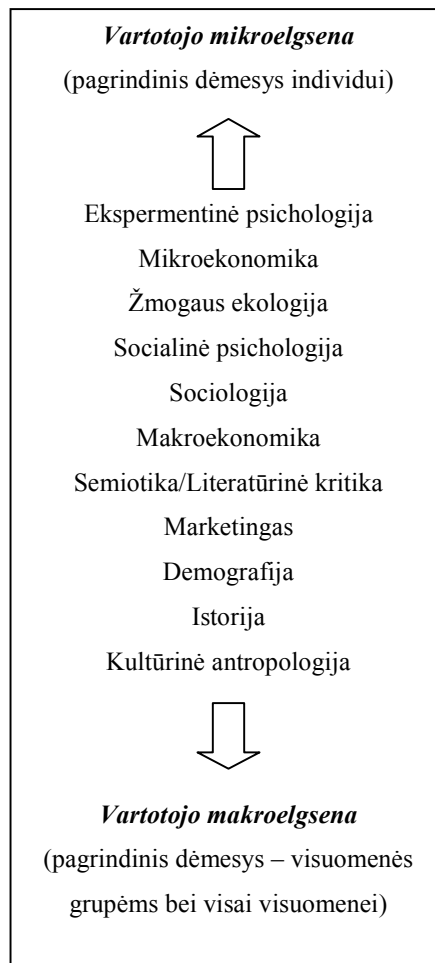 Vartotojo mikroelgsena
(pagrindinis dėmesys individui)
Ekspermentinė psichologija
Mikroekonomika
Žmogaus ekologija
Socialinė psichologija
Sociologija
Makroekonomika
Semiotika/Literatūrinė kritika
Marketingas
Demografija
Istorija
Kultūrinė antropologija
Vartotojo makroelgsena
(pagrindinis dėmesys – visuomenės
grupėms bei visai visuomenei)